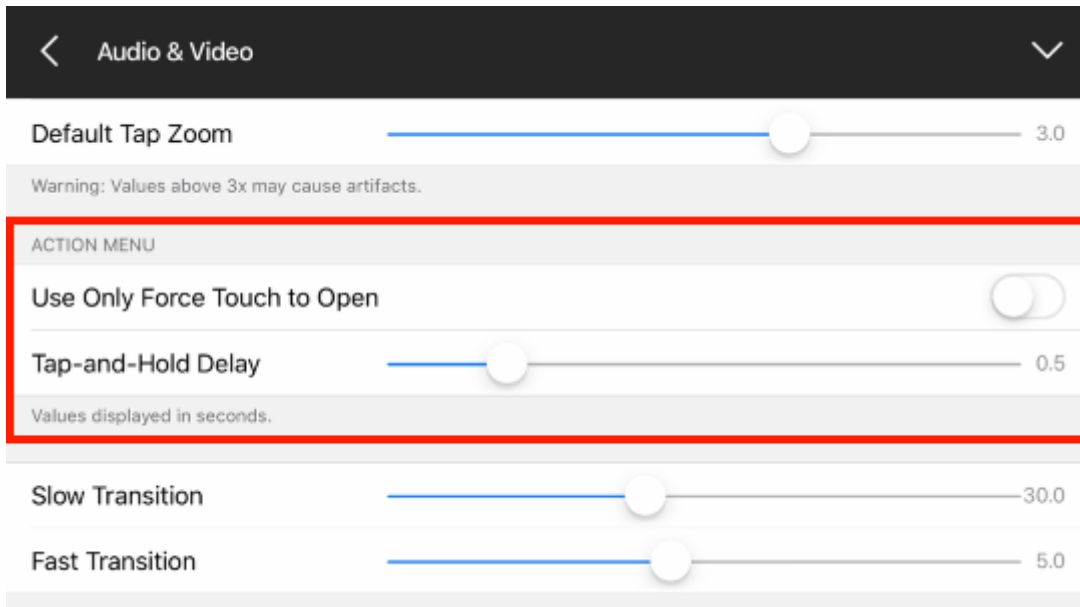 Audio & Video
Default Tap Zoom 3.0
Warning: Values above 3x may cause artifacts.
ACTION MENU
Use Only Force Touch to Open
Tap-and-Hold Delay 0.5
Values displayed in seconds.
Slow Transition 30.0
Fast Transition 5.0